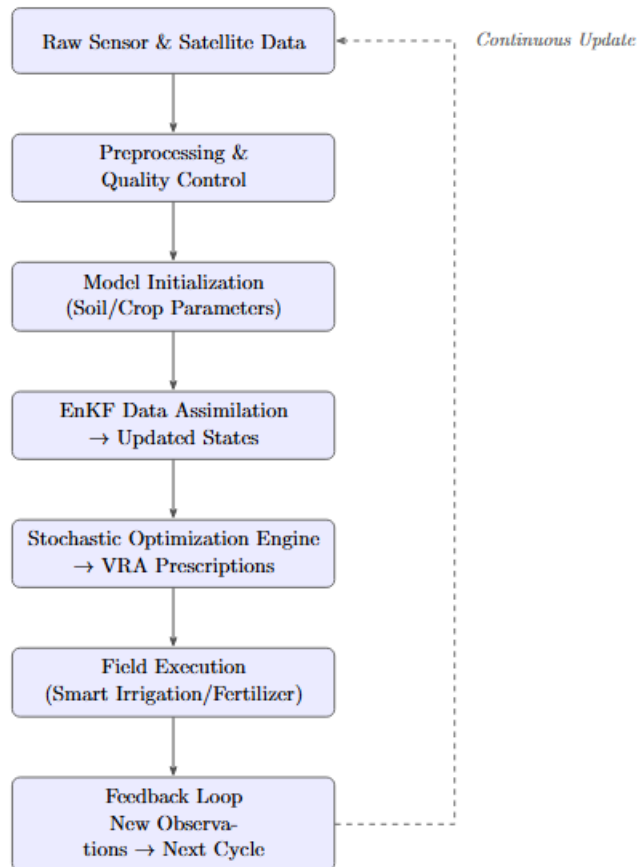 Raw Sensor & Satellite Data
Continuous Update
Preprocessing &
Quality Control
Model Initialization
(Soil/Crop Parameters)
EnKF Data Assimilation
→ Updated States
Stochastic Optimization Engine
→ VRA Prescriptions
Field Execution
(Smart Irrigation/Fertilizer)
Feedback Loop
New Observa-
tions → Next Cycle